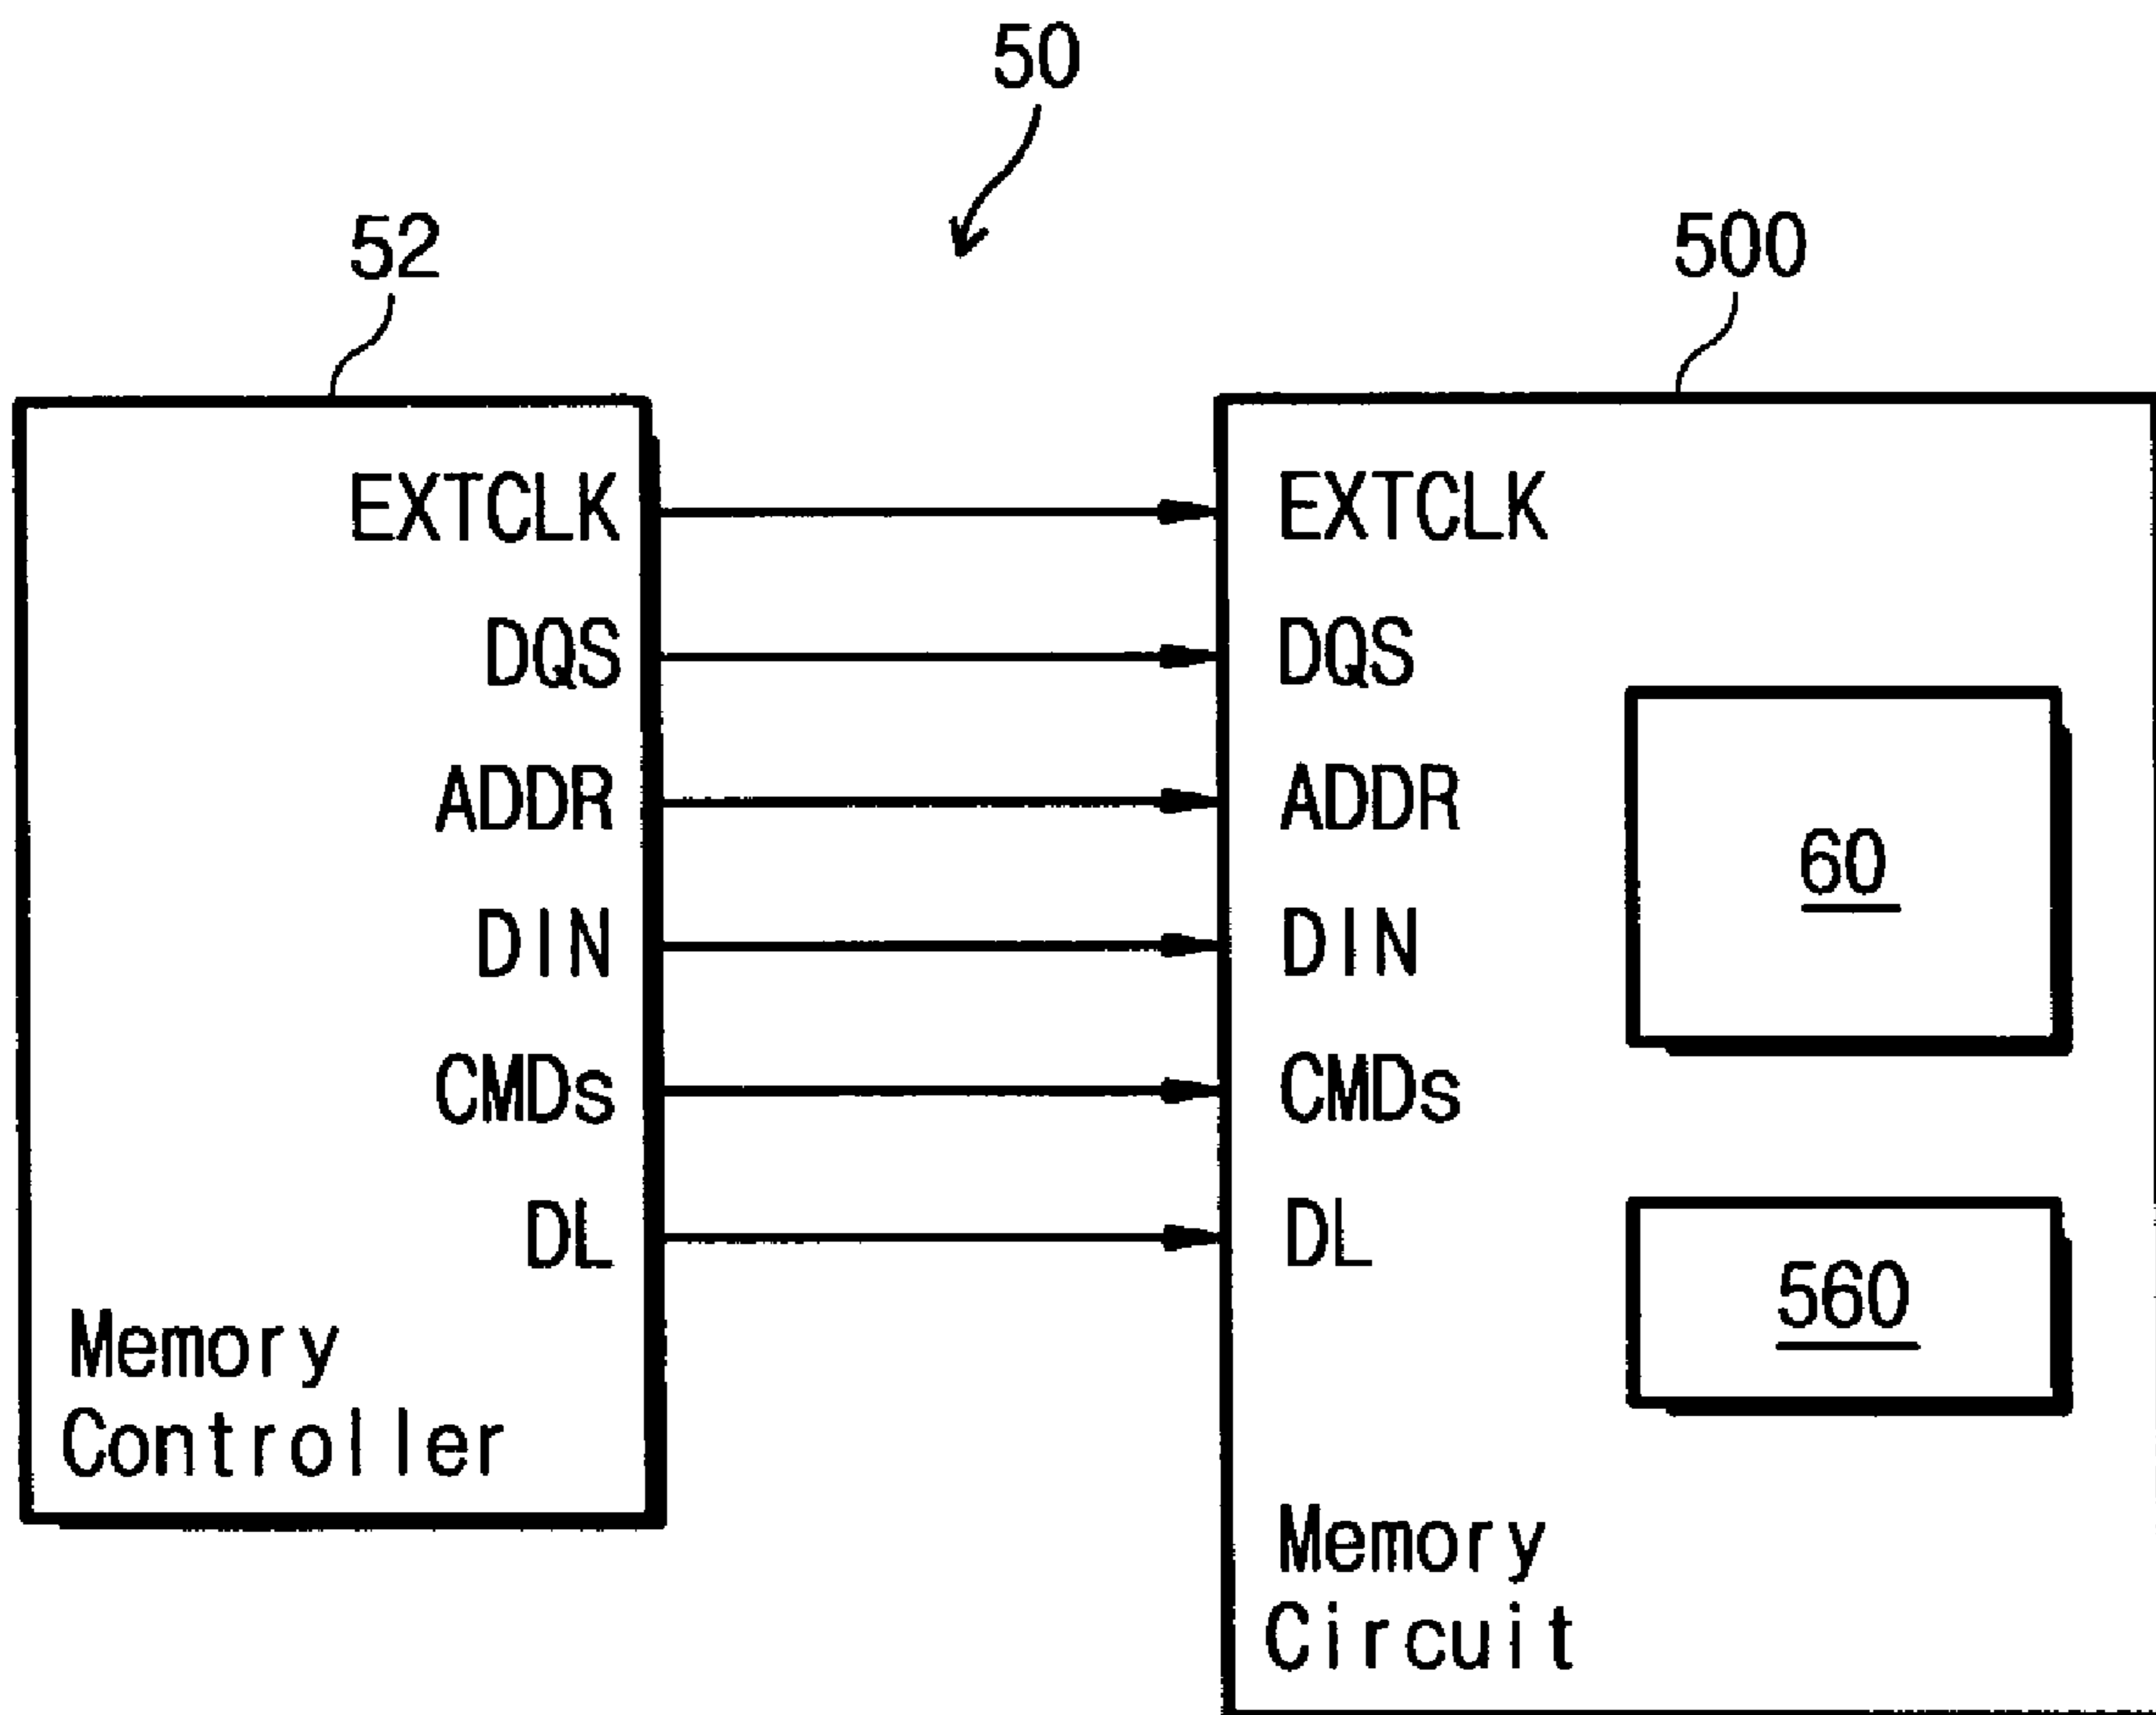 50
52
500
EXTCLK
EXTCLK
DQS
DQS
ADDR
ADDR
60
DIN
DIN
CMDs
CMDs
DL
DL
560
Memory
Controller
Memory
Circuit